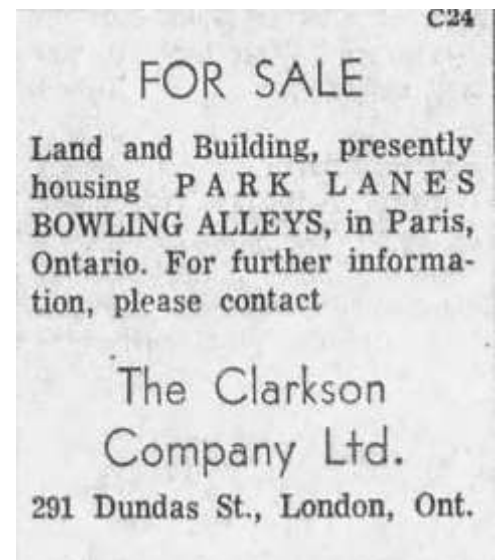 C24
FOR SALE
Land and Building, presently
housing PARK LANES
BOWLING ALLEYS, in Paris,
Ontario. For further informa-
tion, please contact
The Clarkson
Company Ltd.
291 Dundas St., London, Ont.